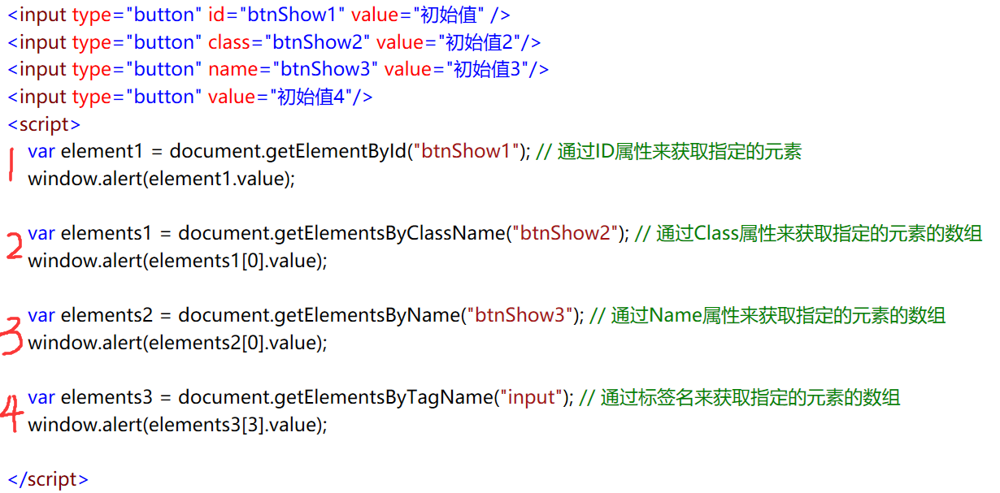 <input type="button" id="btnShow1" value="初始值" />
<input type="button" class="btnShow2" value="初始值2"/>
<input type="button" name="btnShow3" value="初始值3"/>
<input type="button" value="初始值4"/>
<script>
1 var element1 = document.getElementById("btnShow1"); // 通过ID属性来获取指定的元素
window.alert(element1.value);
2 var elements1 = document.getElementsByClassName("btnShow2"); // 通过Class属性来获取指定的元素的数组
window.alert(elements1[0].value);
3 var elements2 = document.getElementsByName("btnShow3"); // 通过Name属性来获取指定的元素的数组
window.alert(elements2[0].value);
4 var elements3 = document.getElementsByTagName("input"); // 通过标签名来获取指定的元素的数组
window.alert(elements3[3].value);
</script>